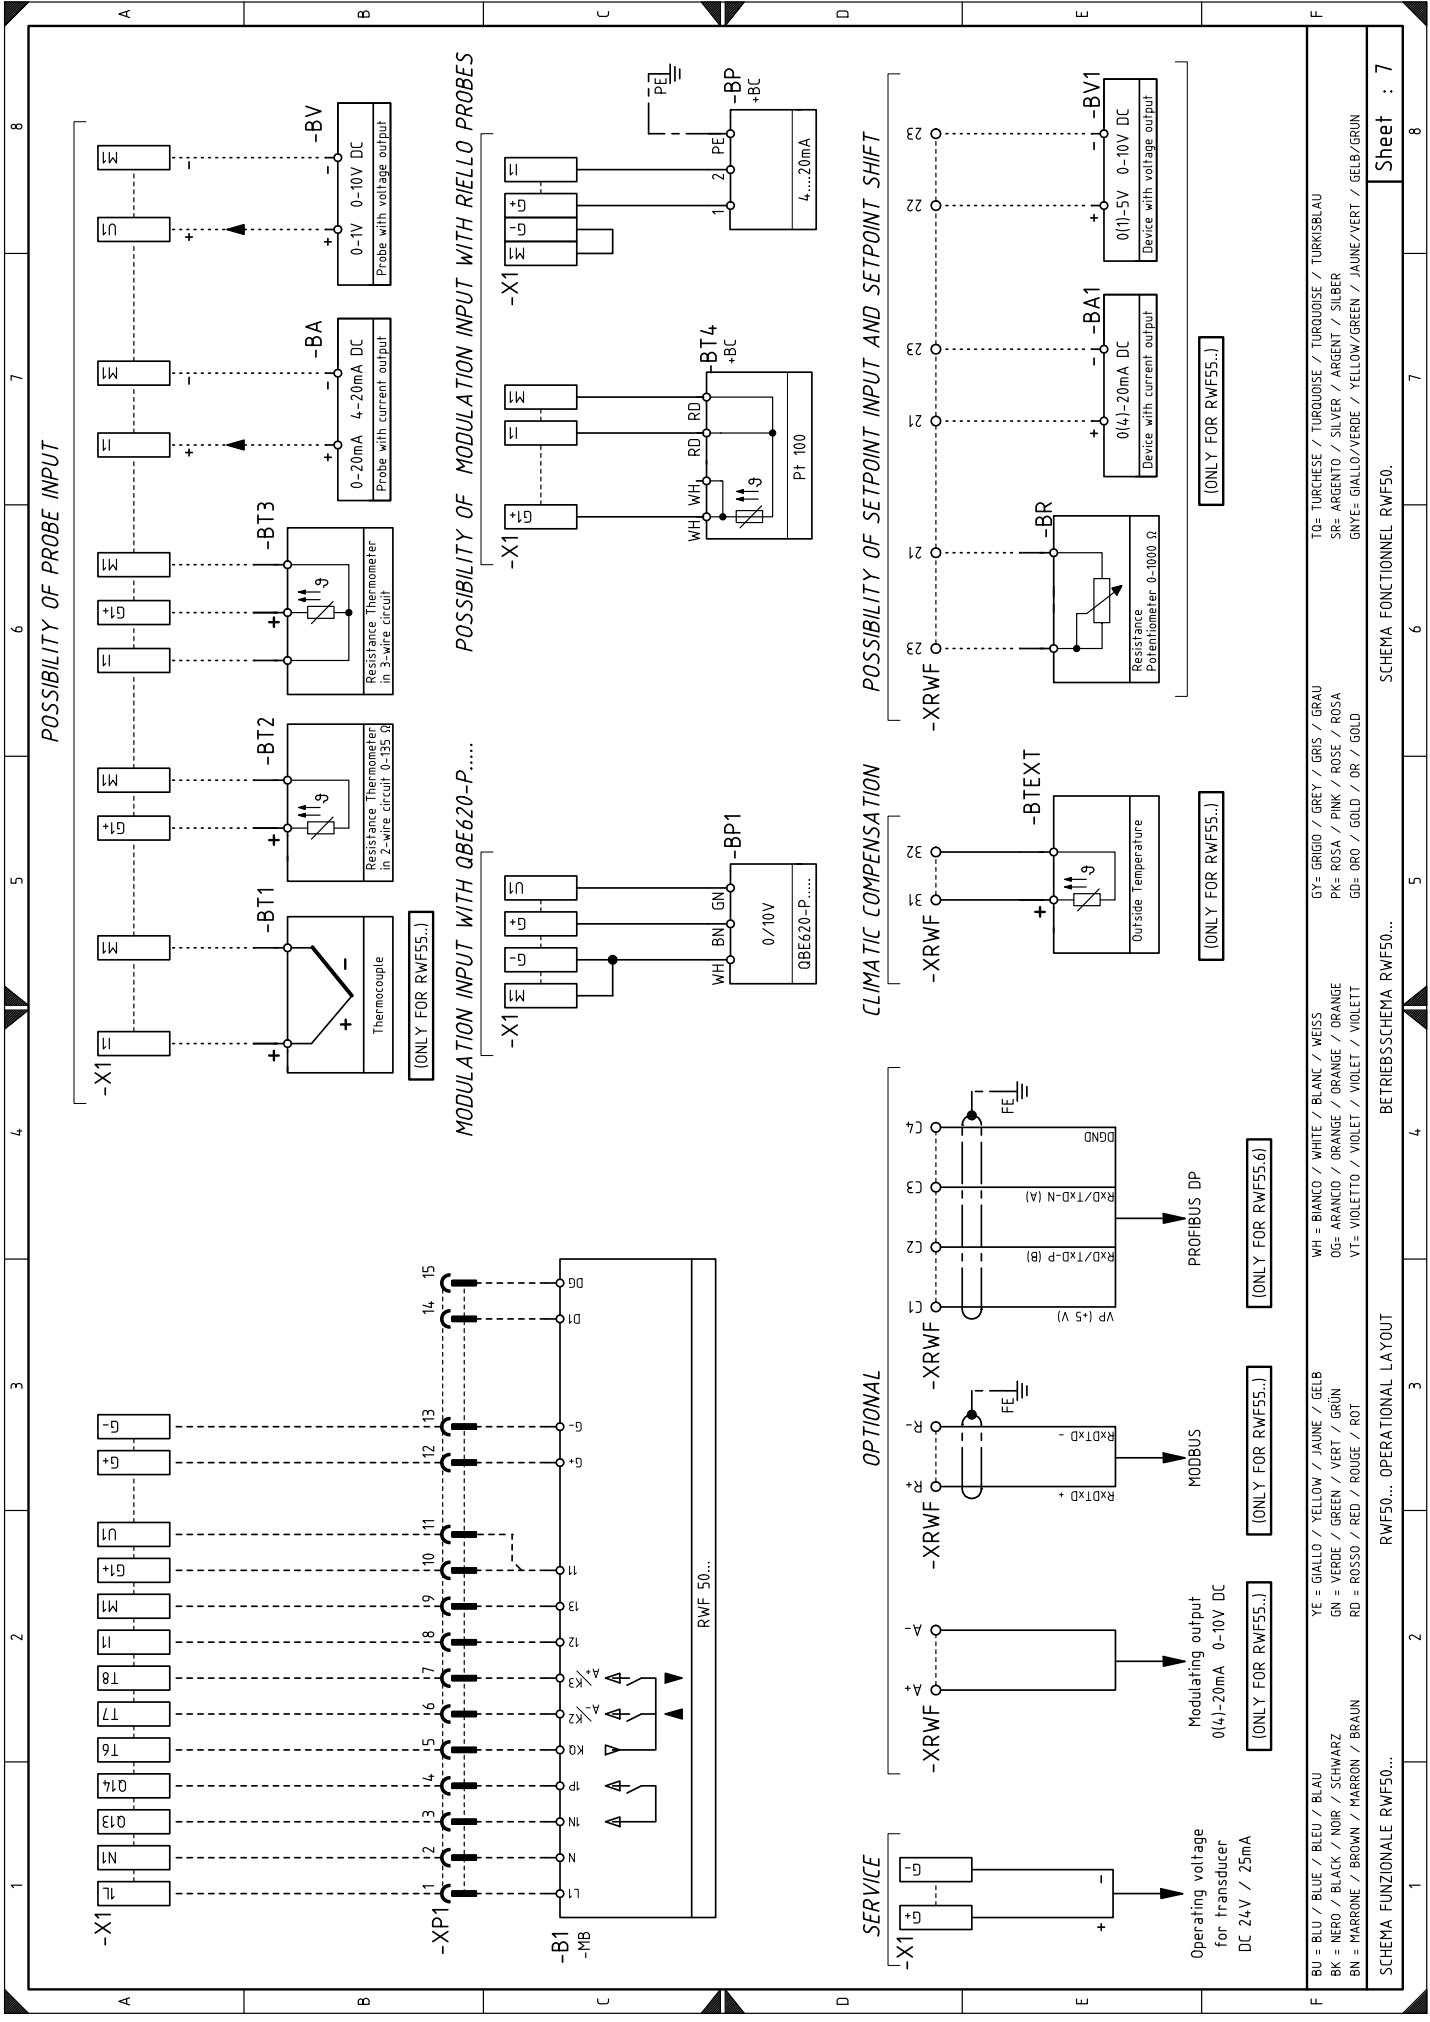 1 2 3 4 5 6 7 8
A
B
C
D
E
F
-X1
1L N1 Q13 Q14 T6 T7 T8 I1 M1 G1+ U1 G+ G-
-XP1
1 2 3 4 5 6 7 8 9 10 11 12 13 14 15
-B1
-MB
L1 N 1N 1P KQ K2/A- K3/A+ 12 13 11 G+ G- D1 DG
RWF 50...
POSSIBILITY OF PROBE INPUT
-X1
I1 M1 G1+ M1 I1 G1+ M1 I1 M1 U1 M1
+ - + -
-BT1
+
+ -
Thermocouple
(ONLY FOR RWF55..)
-BT2
+
ϑ
Resistance Thermometer
in 2-wire circuit 0-135 Ω
-BT3
+
ϑ
Resistance Thermometer
in 3-wire circuit
-BA
+ -
0-20mA 4-20mA DC
Probe with current output
-BV
+ -
0-1V 0-10V DC
Probe with voltage output
MODULATION INPUT WITH QBE620-P.....
-X1
M1 G- G+ U1
WH BN GN
-BP1
0/10V
QBE620-P.....
POSSIBILITY OF MODULATION INPUT WITH RIELLO PROBES
-X1
G1+ I1 M1
WH WH RD RD
-BT4
+BC
ϑ
Pt 100
-X1
M1 G- G+ I1
1 2 PE
PE
-BP
+BC
4....20mA
SERVICE
-X1
G+ G-
+ -
Operating voltage
for transducer
DC 24V / 25mA
OPTIONAL
-XRWF
A+ A-
Modulating output
0(4)-20mA 0-10V DC
(ONLY FOR RWF55..)
-XRWF
R+ R-
FE
RxDTxD +
RxDTxD -
MODBUS
(ONLY FOR RWF55..)
-XRWF
C1 C2 C3 C4
FE
VP (+5 V)
RxD/TxD-P (B)
RxD/TxD-N (A)
DGND
PROFIBUS DP
(ONLY FOR RWF55.6)
CLIMATIC COMPENSATION
-XRWF
31 32
-BTEXT
+
ϑ
Outside Temperature
(ONLY FOR RWF55..)
POSSIBILITY OF SETPOINT INPUT AND SETPOINT SHIFT
-XRWF
23 21 21 23 22 23
-BR
Resistance
Potentiometer 0-1000 Ω
-BA1
+ -
0(4)-20mA DC
Device with current output
-BV1
+ -
0(1)-5V 0-10V DC
Device with voltage output
(ONLY FOR RWF55..)
BU = BLU / BLUE / BLEU / BLAU
BK = NERO / BLACK / NOIR / SCHWARZ
BN = MARRONE / BROWN / MARRON / BRAUN
YE = GIALLO / YELLOW / JAUNE / GELB
GN = VERDE / GREEN / VERT / GRÜN
RD = ROSSO / RED / ROUGE / ROT
WH = BIANCO / WHITE / BLANC / WEISS
OG= ARANCIO / ORANGE / ORANGE / ORANGE
VT= VIOLETTO / VIOLET / VIOLET / VIOLETT
GY= GRIGIO / GREY / GRIS / GRAU
PK= ROSA / PINK / ROSE / ROSA
GD= ORO / GOLD / OR / GOLD
TQ= TURCHESE / TURQUOISE / TURQUOISE / TURKISBLAU
SR= ARGENTO / SILVER / ARGENT / SILBER
GNYE= GIALLO/VERDE / YELLOW/GREEN / JAUNE/VERT / GELB/GRUN
SCHEMA FUNZIONALE RWF50...
RWF50... OPERATIONAL LAYOUT
BETRIEBSSCHEMA RWF50...
SCHEMA FONCTIONNEL RWF50.
Sheet : 7
1 2 3 4 5 6 7 8
A
B
C
D
E
F